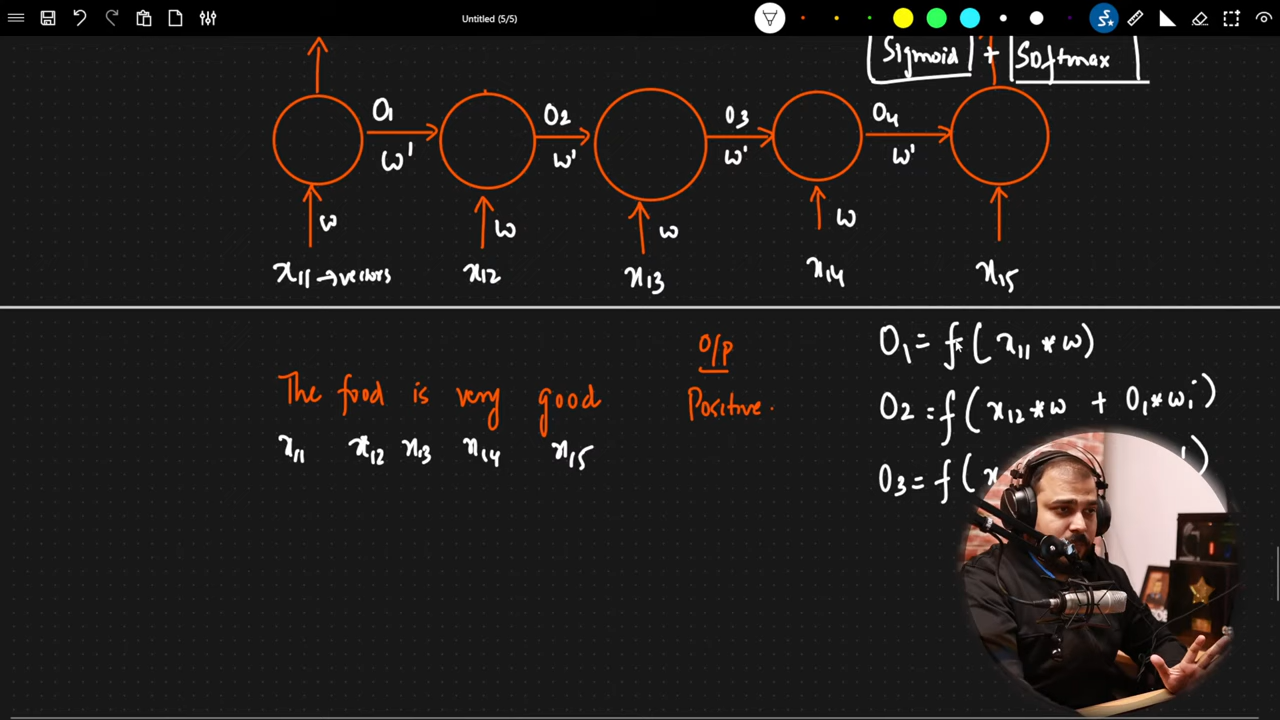 Untitled (5/5)
Sigmoid + Softmax
O1 O2 O3 O4
w' w' w' w'
w w w w
x11 → vectors x12 x13 x14 x15
The food is very good
x11 x12 x13 x14 x15
O/P
Positive.
O1 = f(x11 * w)
O2 = f(x12 * w + O1 * w')
O3 = f(x